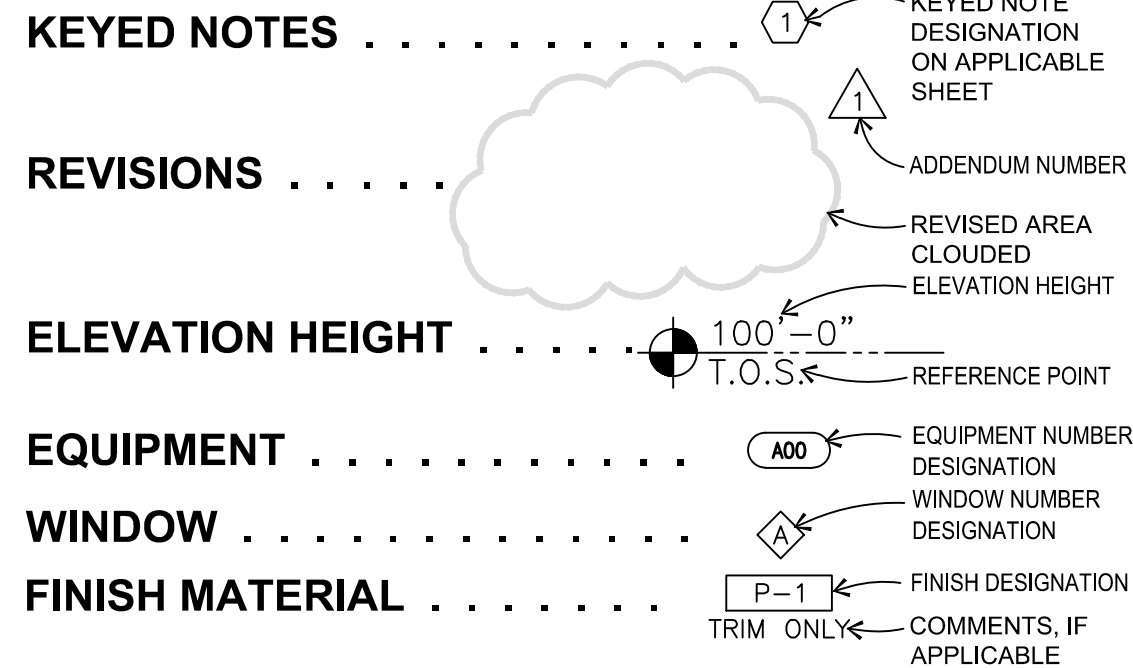 KEYED NOTES . . . . . . . . . . . . 1
KEYED NOTE
DESIGNATION
ON APPLICABLE
SHEET
REVISIONS . . . . .
1
ADDENDUM NUMBER
REVISED AREA
CLOUDED
ELEVATION HEIGHT . . . . .
100'-0"
T.O.S.
ELEVATION HEIGHT
REFERENCE POINT
EQUIPMENT . . . . . . . . . . . . A00
EQUIPMENT NUMBER
DESIGNATION
WINDOW . . . . . . . . . . . . . A
WINDOW NUMBER
DESIGNATION
FINISH MATERIAL . . . . . . . P-1
TRIM ONLY
FINISH DESIGNATION
COMMENTS, IF
APPLICABLE